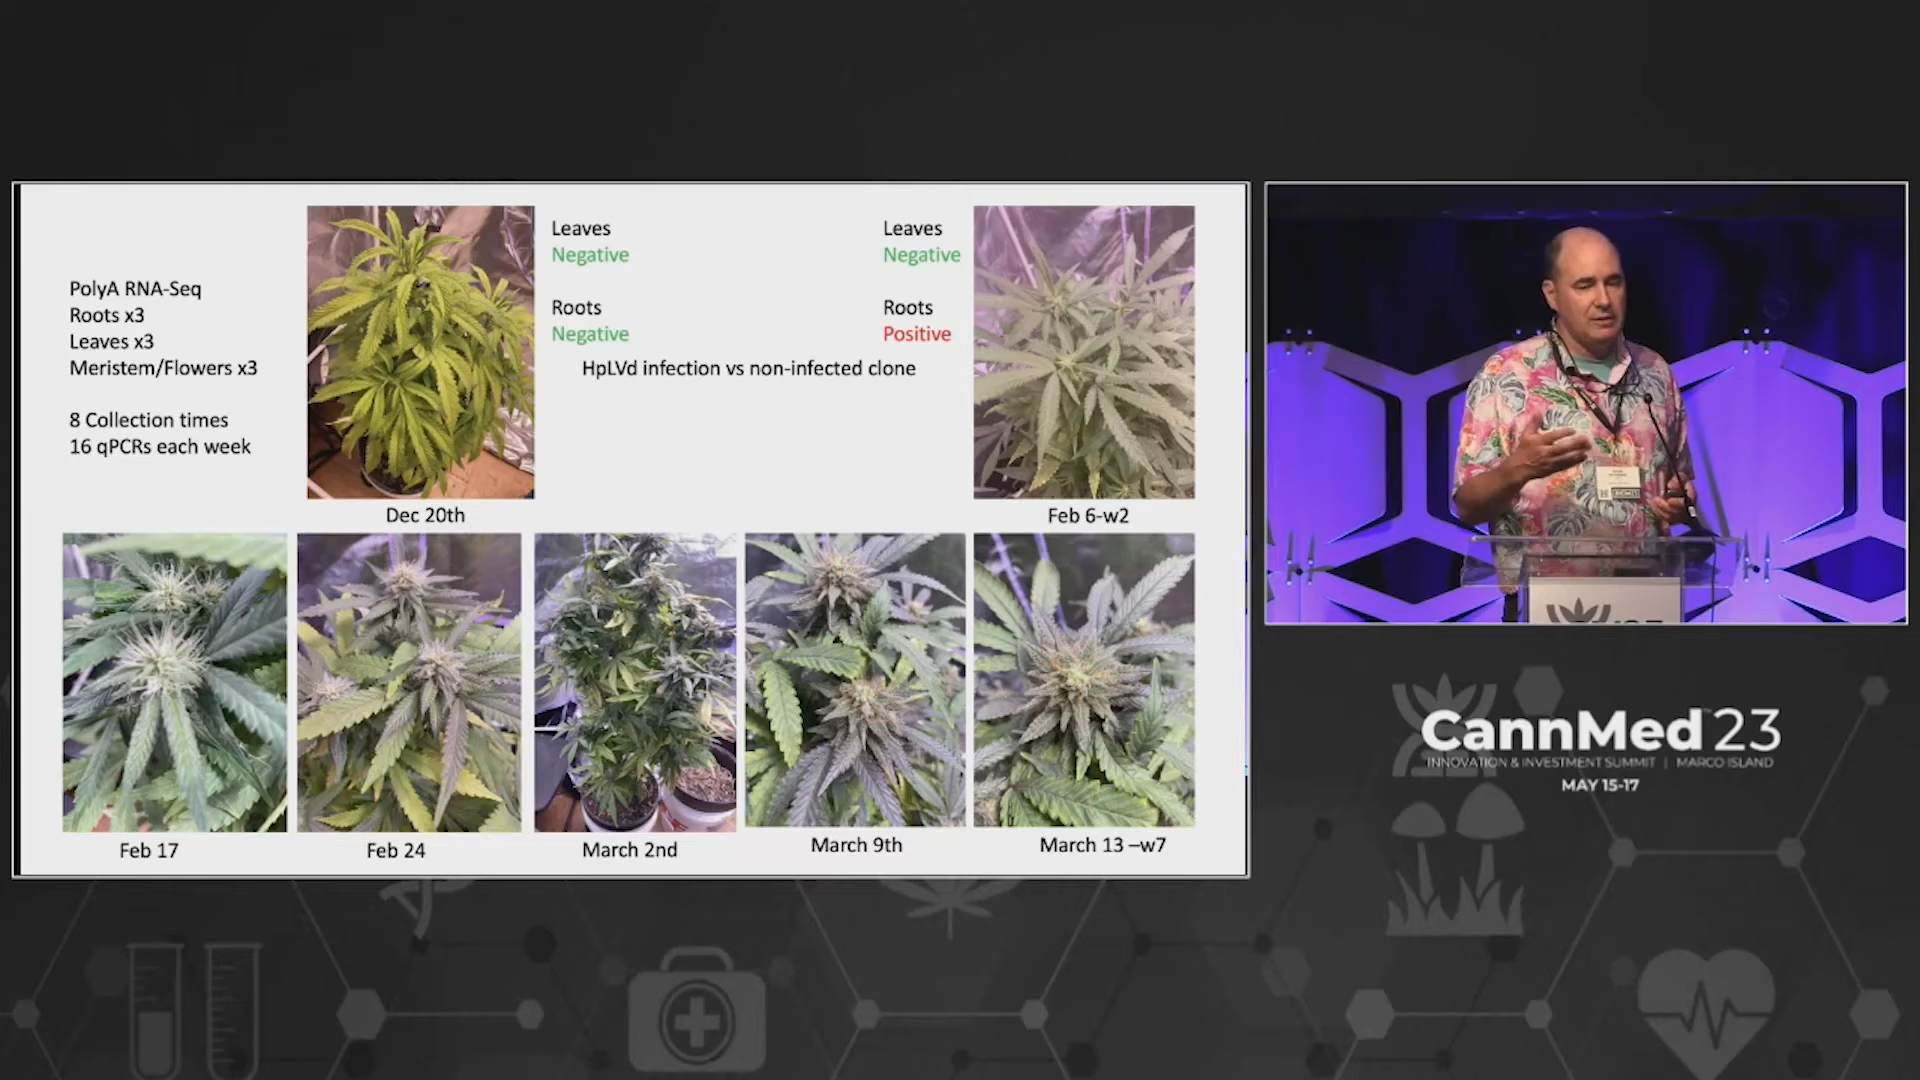 PolyA RNA-Seq
Roots x3
Leaves x3
Meristem/Flowers x3
8 Collection times
16 qPCRs each week
Leaves
Negative
Roots
Negative
Leaves
Negative
Roots
Positive
HpLVd infection vs non-infected clone
Dec 20th
Feb 6-w2
Feb 17
Feb 24
March 2nd
March 9th
March 13 –w7
CannMed™ 23
INNOVATION & INVESTMENT SUMMIT | MARCO ISLAND
MAY 15-17